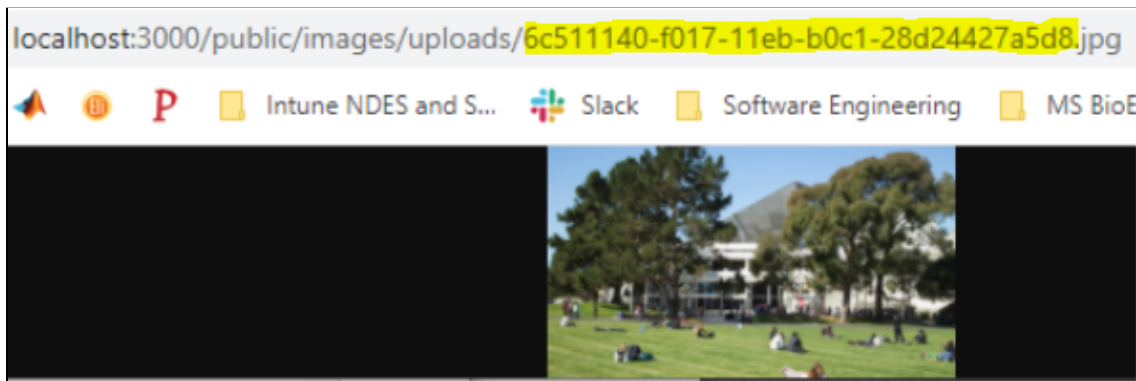 localhost:3000/public/images/uploads/6c511140-f017-11eb-b0c1-28d24427a5d8.jpg
P Intune NDES and S... Slack Software Engineering MS BioE